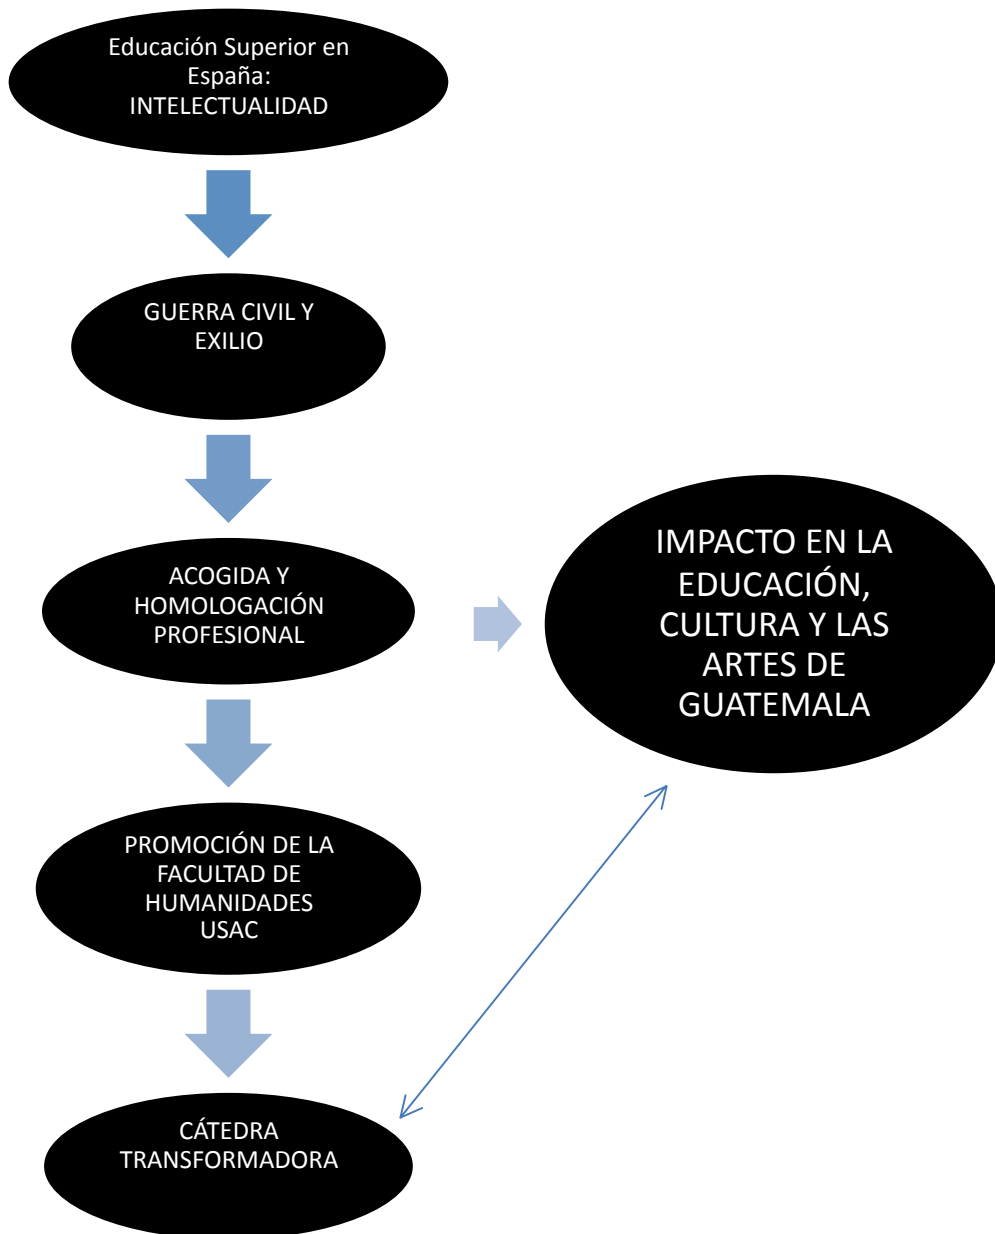 Educación Superior en
España:
INTELECTUALIDAD
GUERRA CIVIL Y
EXILIO
ACOGIDA Y
HOMOLOGACIÓN
PROFESIONAL
IMPACTO EN LA
EDUCACIÓN,
CULTURA Y LAS
ARTES DE
GUATEMALA
PROMOCIÓN DE LA
FACULTAD DE
HUMANIDADES
USAC
CÁTEDRA
TRANSFORMADORA